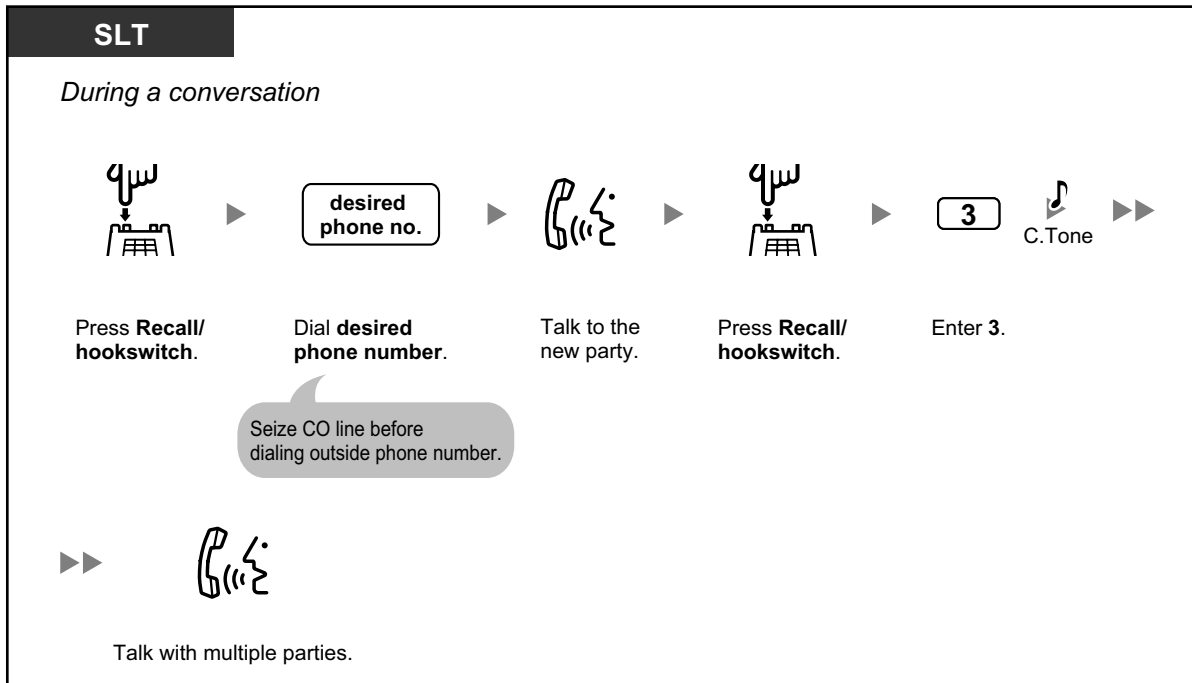 SLT
During a conversation
desired
phone no.
3
C.Tone
Press Recall/
hookswitch.
Dial desired
phone number.
Talk to the
new party.
Press Recall/
hookswitch.
Enter 3.
Seize CO line before
dialing outside phone number.
Talk with multiple parties.